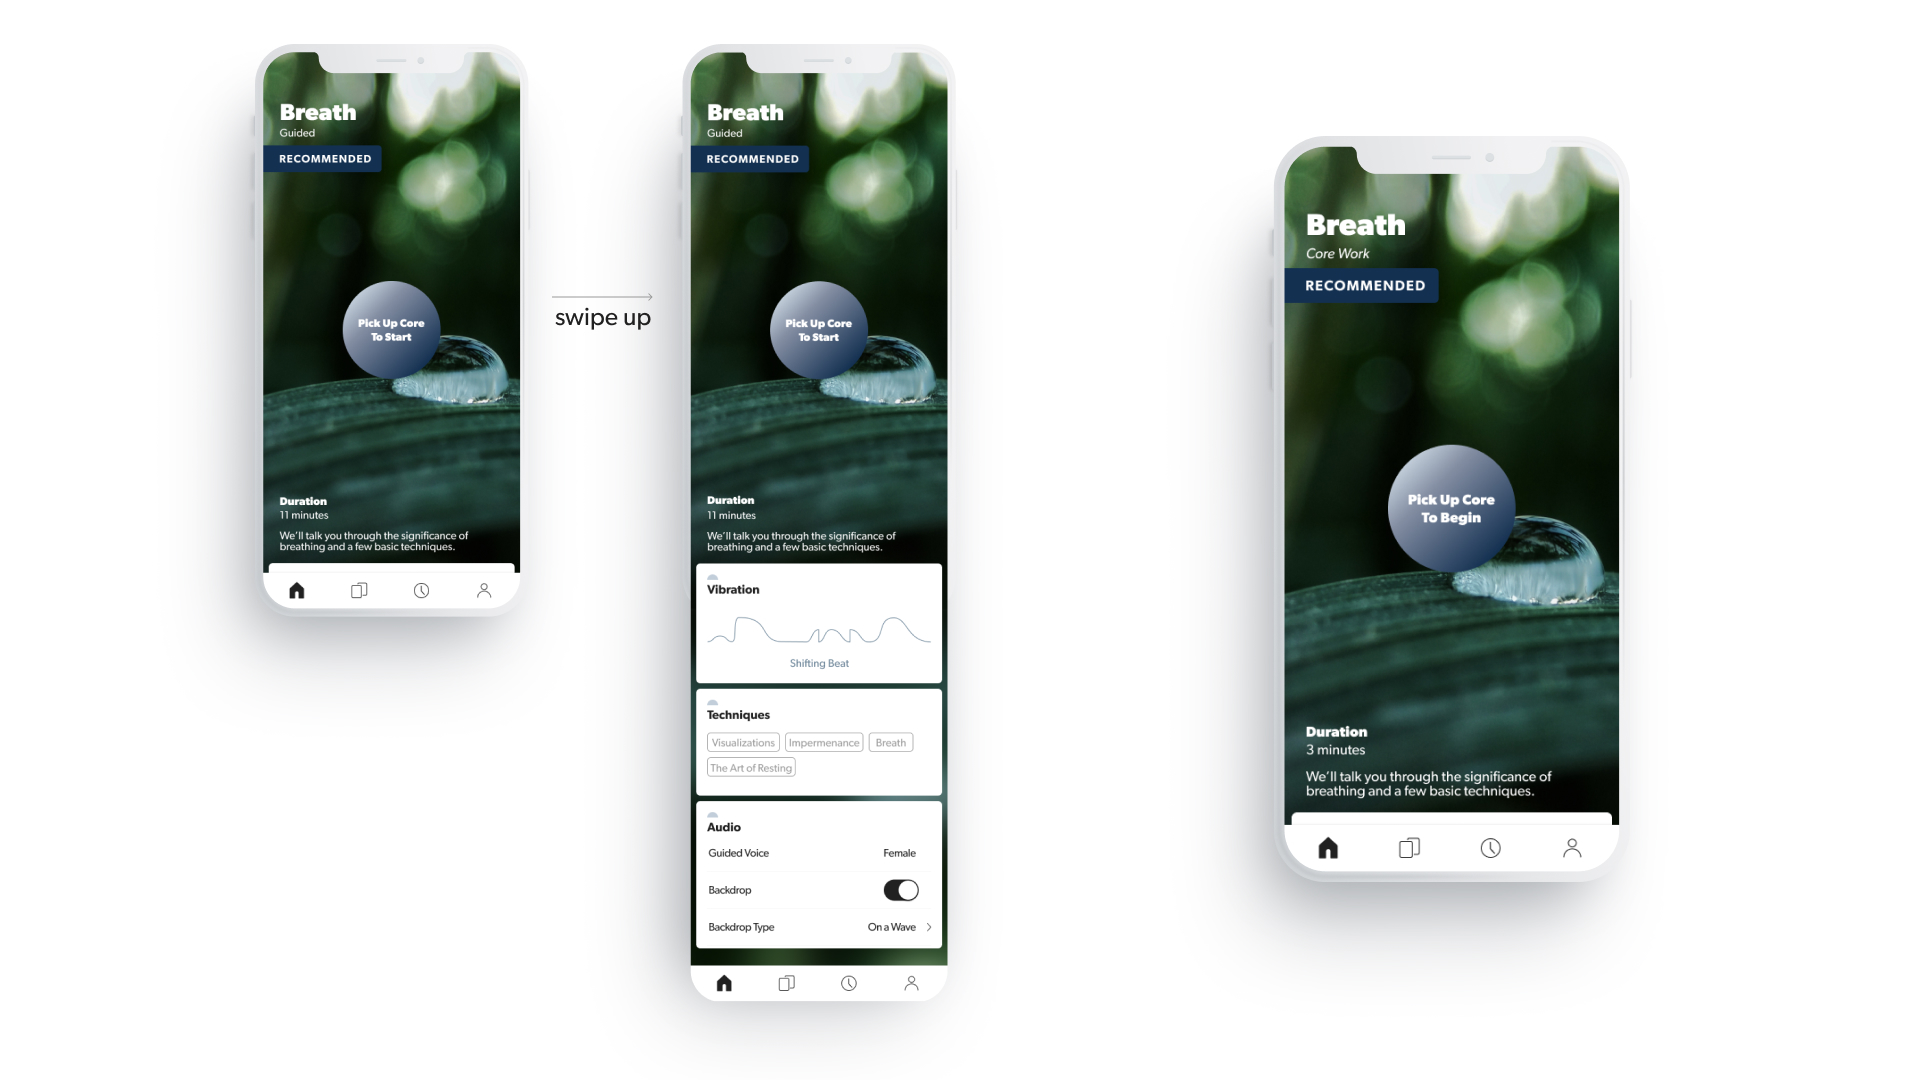 Breath
Guided
RECOMMENDED
Pick Up Core
To Start
Duration
11 minutes
We'll talk you through the significance of
breathing and a few basic techniques.
swipe up
Breath
Guided
RECOMMENDED
Pick Up Core
To Start
Duration
11 minutes
We'll talk you through the significance of
breathing and a few basic techniques.
Vibration
Shifting Beat
Techniques
Visualizations Impermenance Breath
The Art of Resting
Audio
Guided Voice Female
Backdrop
Backdrop Type On a Wave
Breath
Core Work
RECOMMENDED
Pick Up Core
To Begin
Duration
3 minutes
We'll talk you through the significance of
breathing and a few basic techniques.